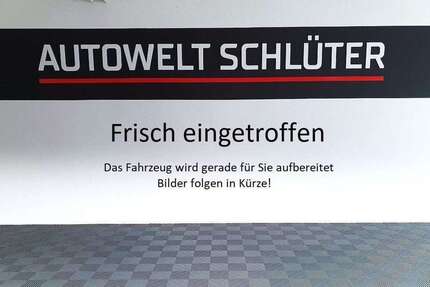 AUTOWELT SCHLÜTER
Frisch eingetroffen
Das Fahrzeug wird gerade für Sie aufbereitet
Bilder folgen in Kürze!